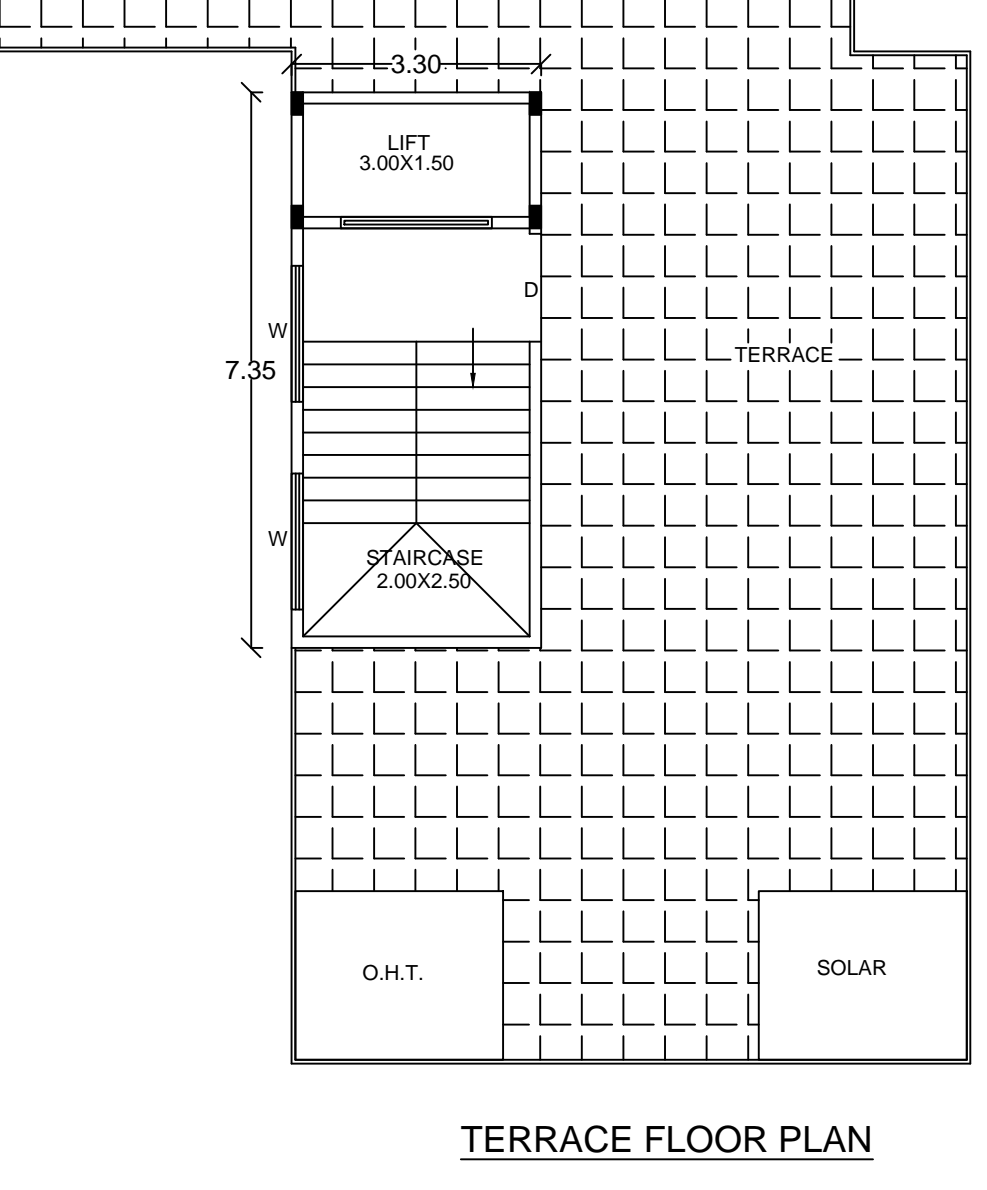 3.30
LIFT
3.00X1.50
D
W
TERRACE
7.35
W
STAIRCASE
2.00X2.50
O.H.T.
SOLAR
TERRACE FLOOR PLAN